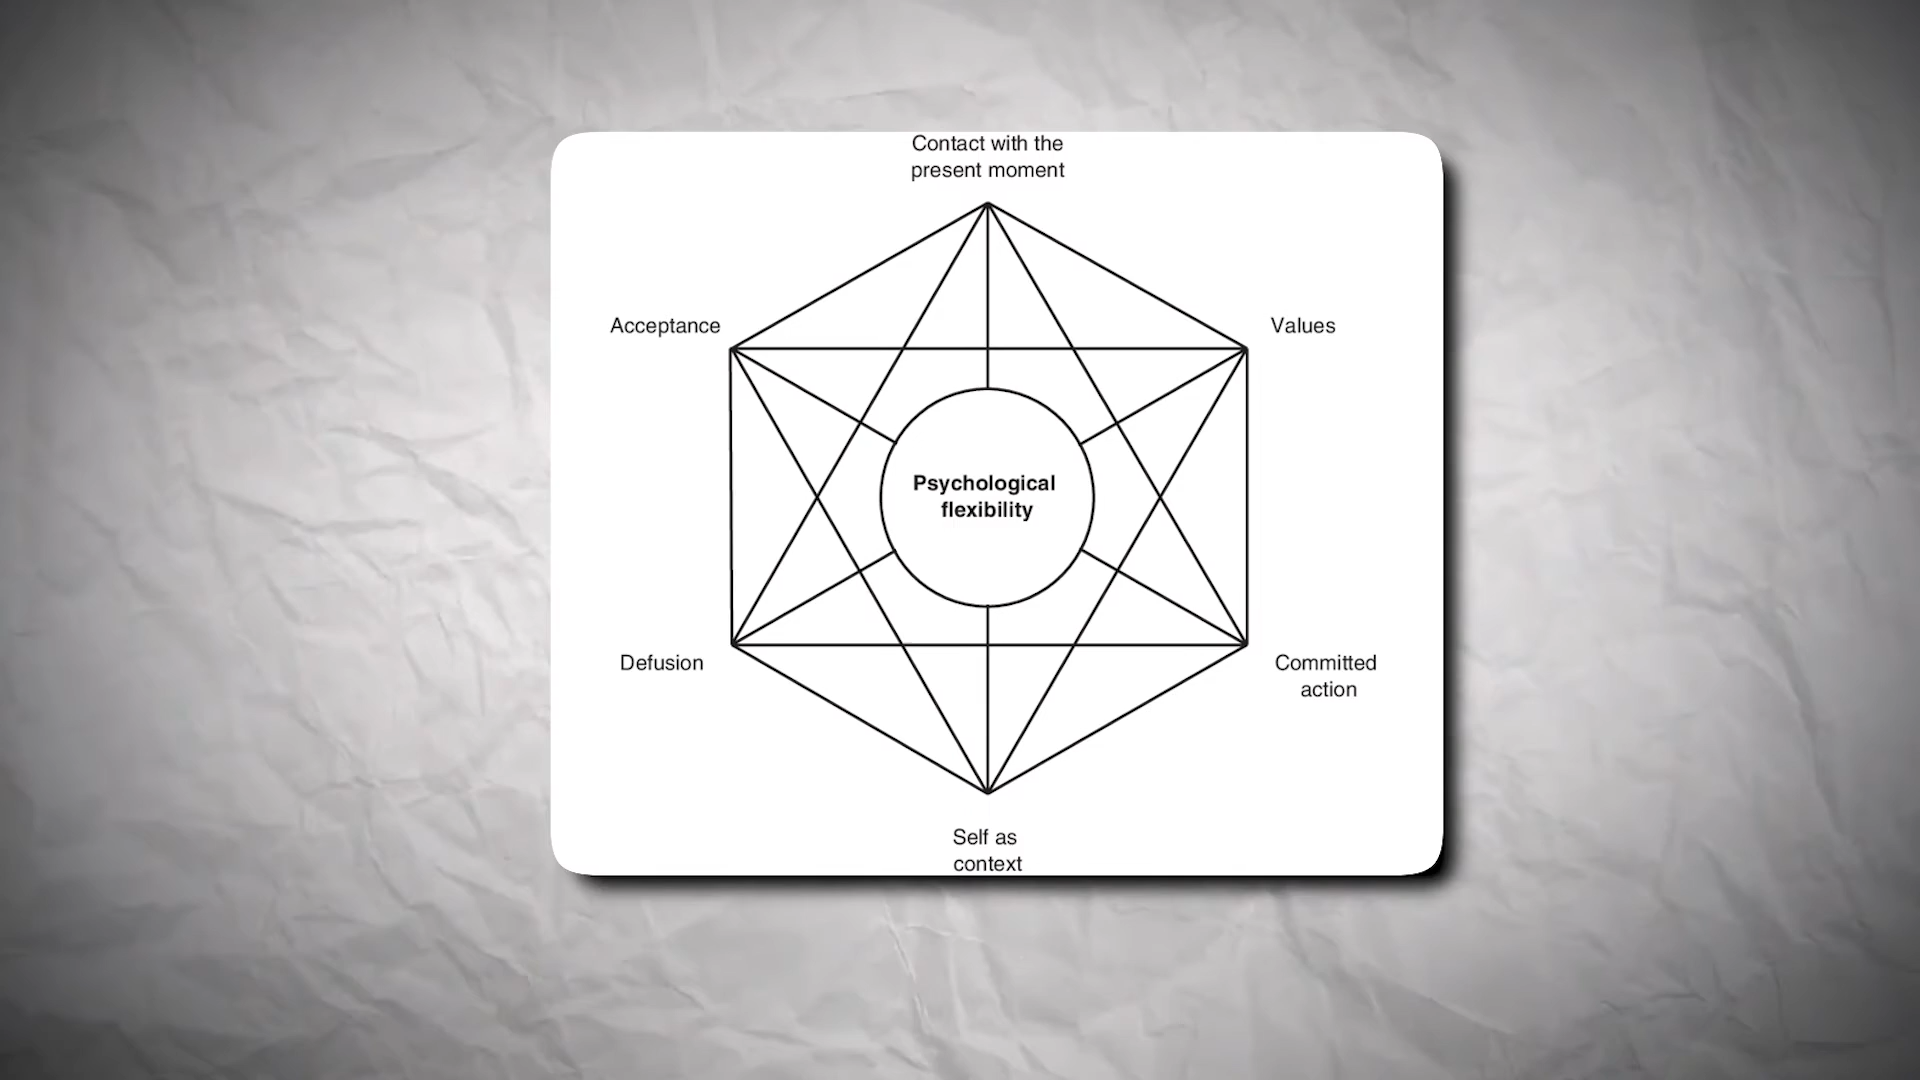 Contact with the
present moment
Acceptance
Values
Psychological
flexibility
Defusion
Committed
action
Self as
context